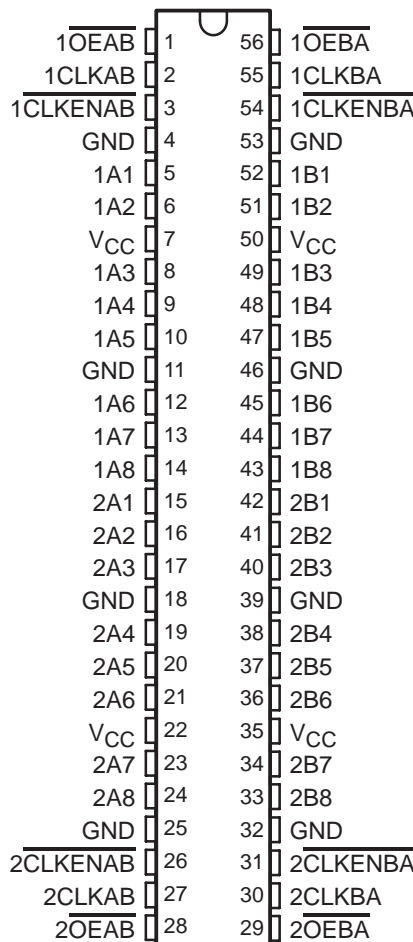 1OEAB 1 56 1OEBA
1CLKAB 2 55 1CLKBA
1CLKENAB 3 54 1CLKENBA
GND 4 53 GND
1A1 5 52 1B1
1A2 6 51 1B2
VCC 7 50 VCC
1A3 8 49 1B3
1A4 9 48 1B4
1A5 10 47 1B5
GND 11 46 GND
1A6 12 45 1B6
1A7 13 44 1B7
1A8 14 43 1B8
2A1 15 42 2B1
2A2 16 41 2B2
2A3 17 40 2B3
GND 18 39 GND
2A4 19 38 2B4
2A5 20 37 2B5
2A6 21 36 2B6
VCC 22 35 VCC
2A7 23 34 2B7
2A8 24 33 2B8
GND 25 32 GND
2CLKENAB 26 31 2CLKENBA
2CLKAB 27 30 2CLKBA
2OEAB 28 29 2OEBA